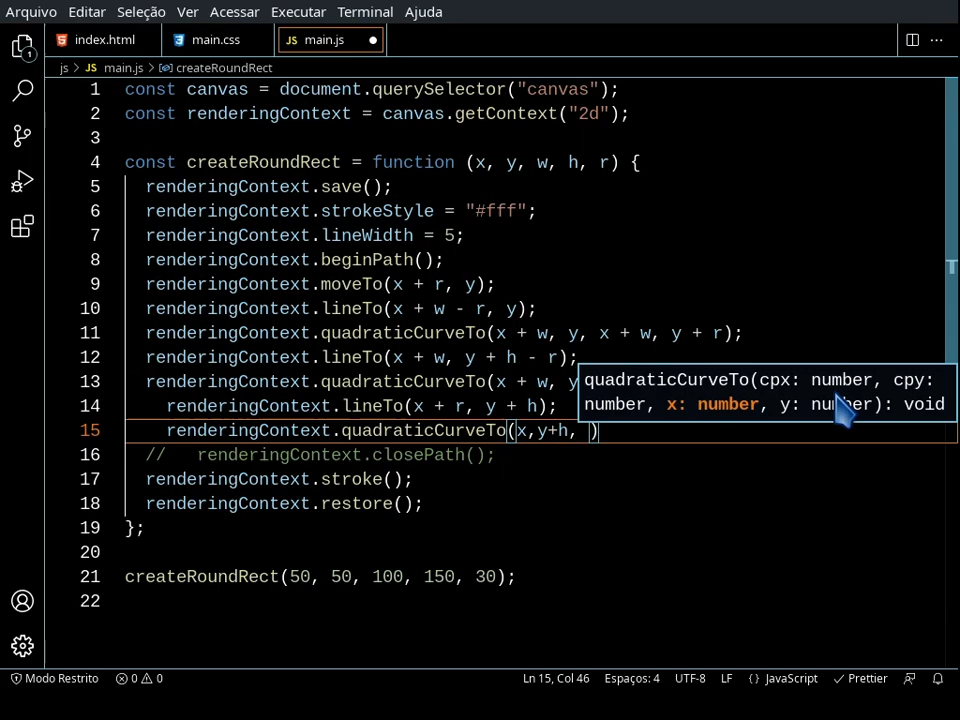 Arquivo Editar Seleção Ver Acessar Executar Terminal Ajuda
index.html main.css JS main.js
js > JS main.js > createRoundRect
1 const canvas = document.querySelector("canvas");
2 const renderingContext = canvas.getContext("2d");
3
4 const createRoundRect = function (x, y, w, h, r) {
5 renderingContext.save();
6 renderingContext.strokeStyle = "#fff";
7 renderingContext.lineWidth = 5;
8 renderingContext.beginPath();
9 renderingContext.moveTo(x + r, y);
10 renderingContext.lineTo(x + w - r, y);
11 renderingContext.quadraticCurveTo(x + w, y, x + w, y + r);
12 renderingContext.lineTo(x + w, y + h - r);
13 renderingContext.quadraticCurveTo(x + w, y
quadraticCurveTo(cpx: number, cpy:
number, x: number, y: number): void
14 renderingContext.lineTo(x + r, y + h);
15 renderingContext.quadraticCurveTo(x,y+h, )
16 // renderingContext.closePath();
17 renderingContext.stroke();
18 renderingContext.restore();
19 };
20
21 createRoundRect(50, 50, 100, 150, 30);
22
1
Modo Restrito 0 0 Ln 15, Col 46 Espaços: 4 UTF-8 LF {} JavaScript Prettier